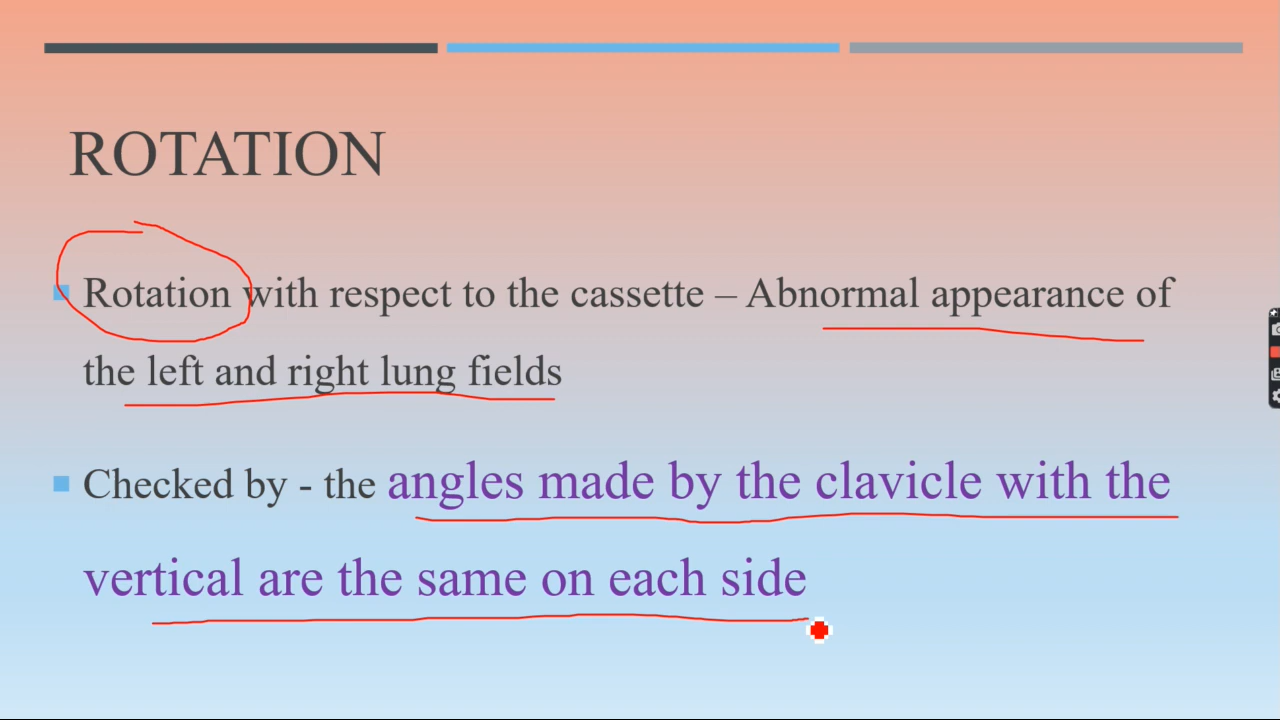 ROTATION
Rotation with respect to the cassette – Abnormal appearance of
the left and right lung fields
Checked by - the angles made by the clavicle with the
vertical are the same on each side